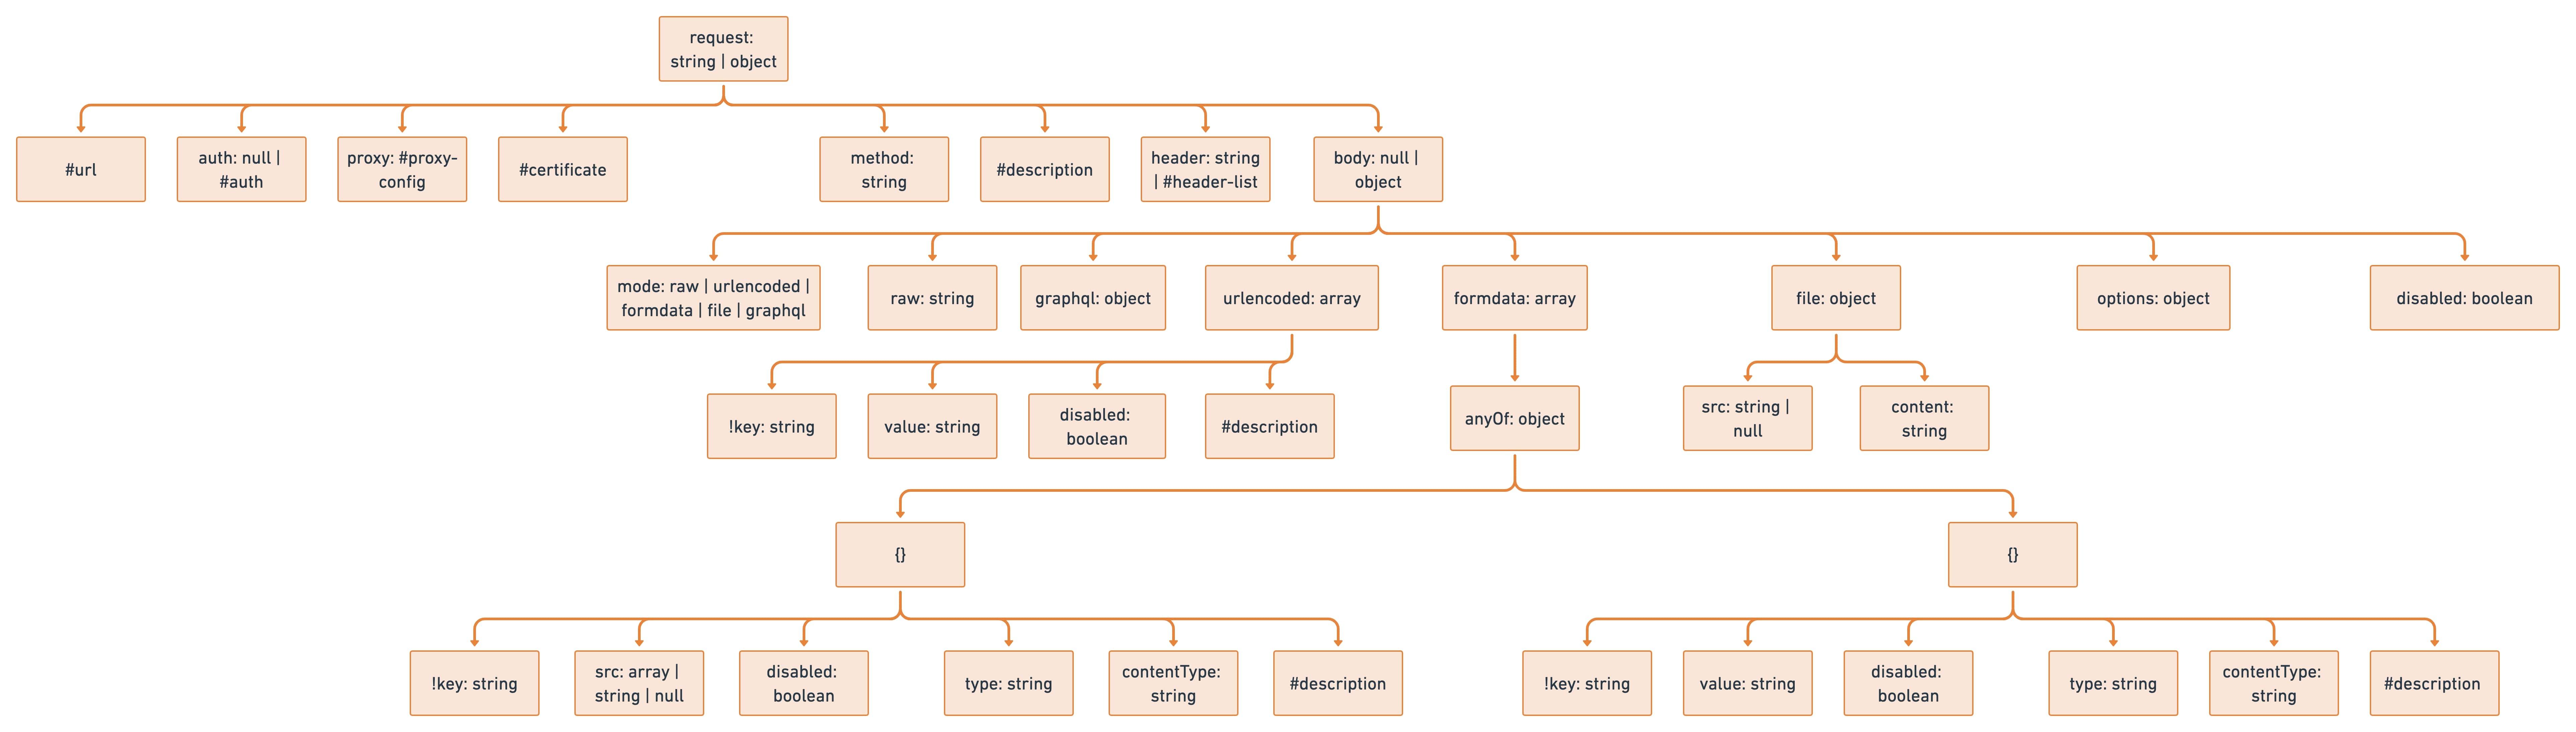 request:
string | object
#url
auth: null |
#auth
proxy: #proxy-
config
#certificate
method:
string
#description
header: string
| #header-list
body: null |
object
mode: raw | urlencoded |
formdata | file | graphql
raw: string
graphql: object
urlencoded: array
formdata: array
file: object
options: object
disabled: boolean
!key: string
value: string
disabled:
boolean
#description
anyOf: object
src: string |
null
content:
string
{}
{}
!key: string
src: array |
string | null
disabled:
boolean
type: string
contentType:
string
#description
!key: string
value: string
disabled:
boolean
type: string
contentType:
string
#description